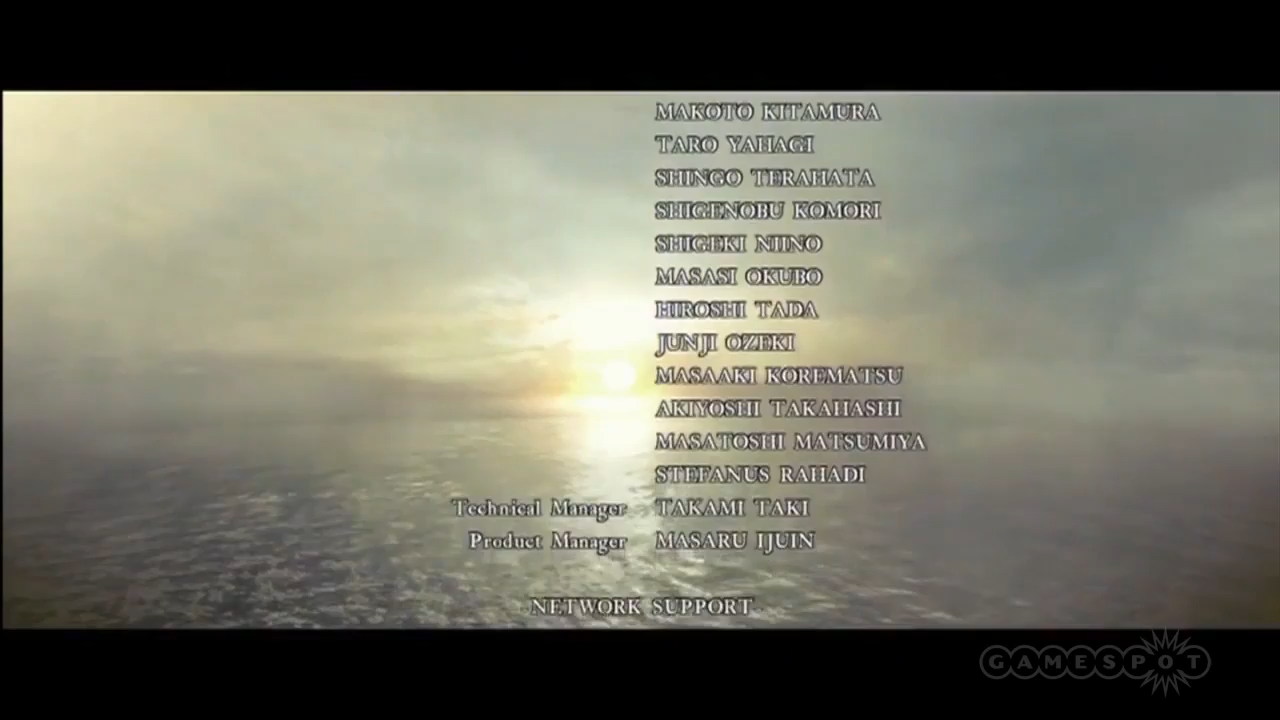 MAKOTO KITAMURA
TARO YAHAGI
SHINGO TERAHATA
SHIGENOBU KOMORI
SHIGEKI NIINO
MASASI OKUBO
HIROSHI TADA
JUNJI OZEKI
MASAAKI KOREMATSU
AKIYOSHI TAKAHASHI
MASATOSHI MATSUMIYA
STEFANUS RAHADI
Technical Manager TAKAMI TAKI
Product Manager MASARU IJUIN
NETWORK SUPPORT
GAMESPOT